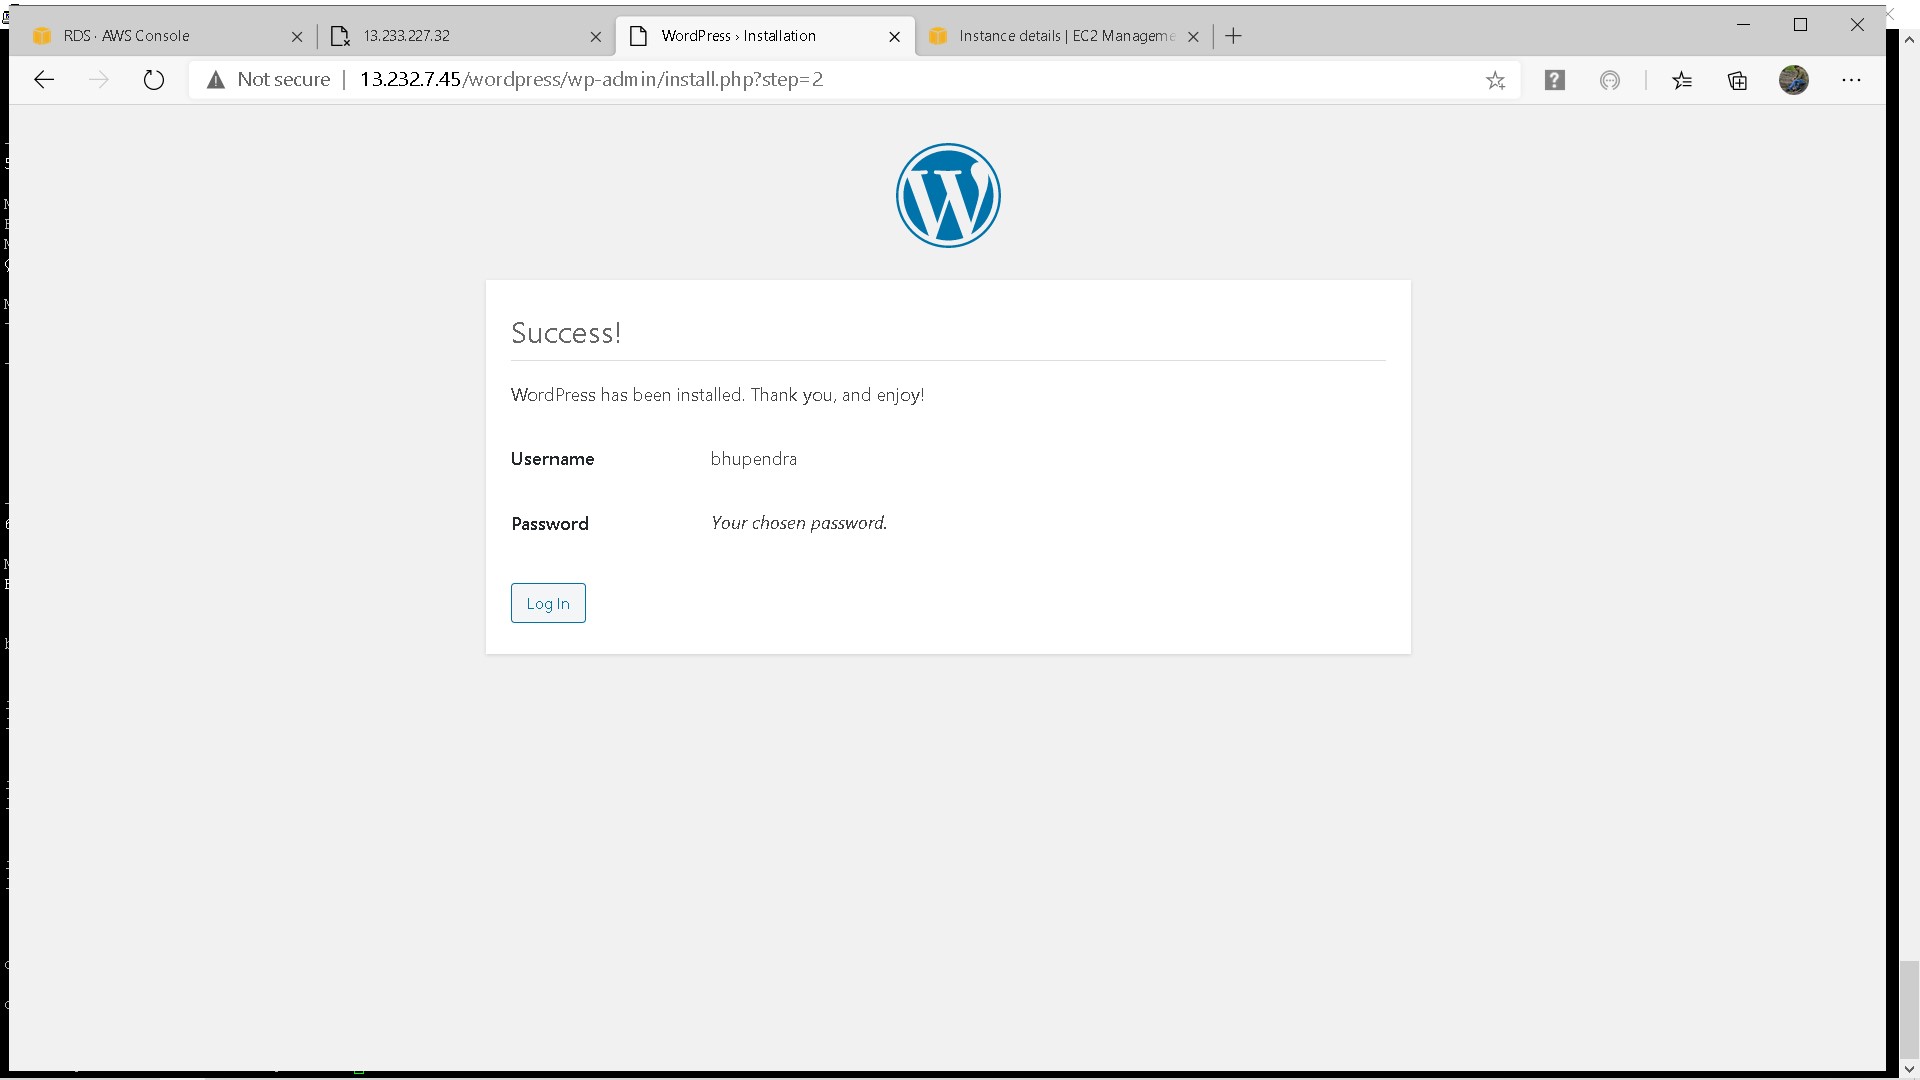 RDS · AWS Console
13.233.227.32
WordPress › Installation
Instance details | EC2 Manageme
Not secure | 13.232.7.45/wordpress/wp-admin/install.php?step=2
Success!
WordPress has been installed. Thank you, and enjoy!
Username bhupendra
Password Your chosen password.
Log In